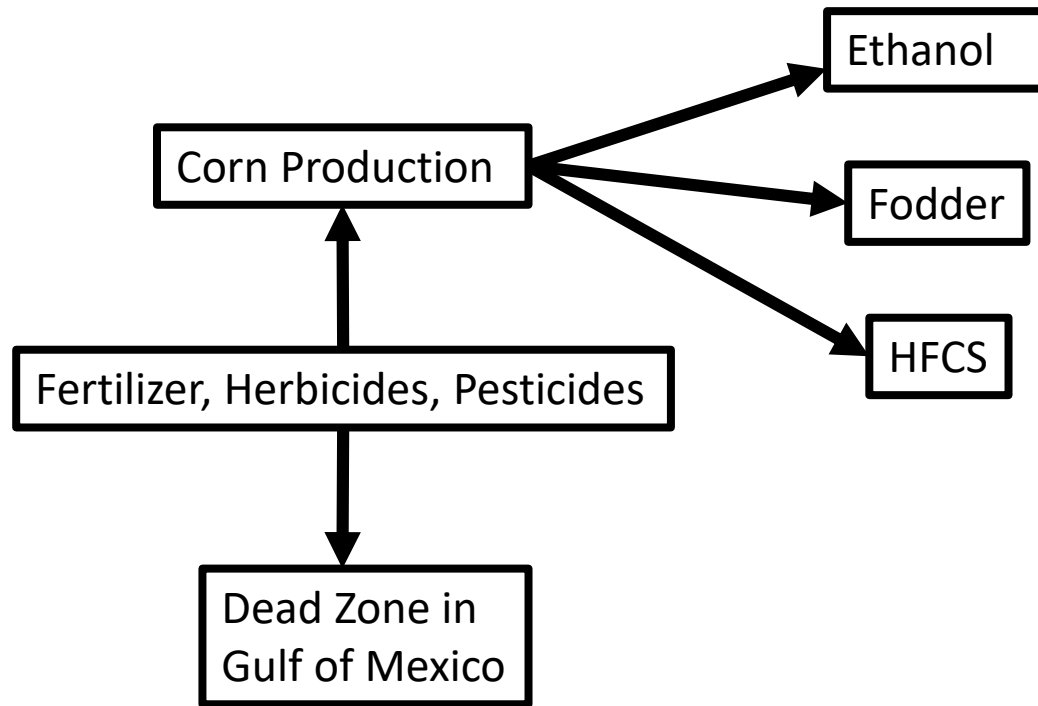 Ethanol
Corn Production
Fodder
HFCS
Fertilizer, Herbicides, Pesticides
Dead Zone in
Gulf of Mexico